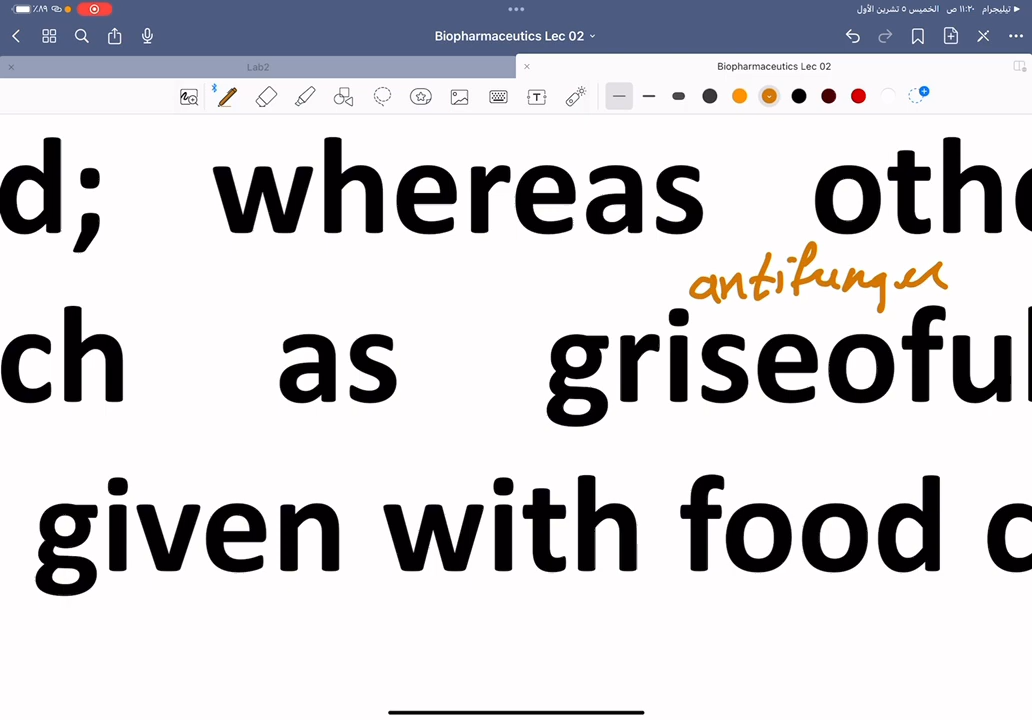 ٪٨٩ الخميس ٥ تشرين الأول ١١:٢٠ ص تيليجرام ◀
Biopharmaceutics Lec 02
Lab2
Biopharmaceutics Lec 02
T
d; whereas othe
antifungal
ch as griseoful
given with food c